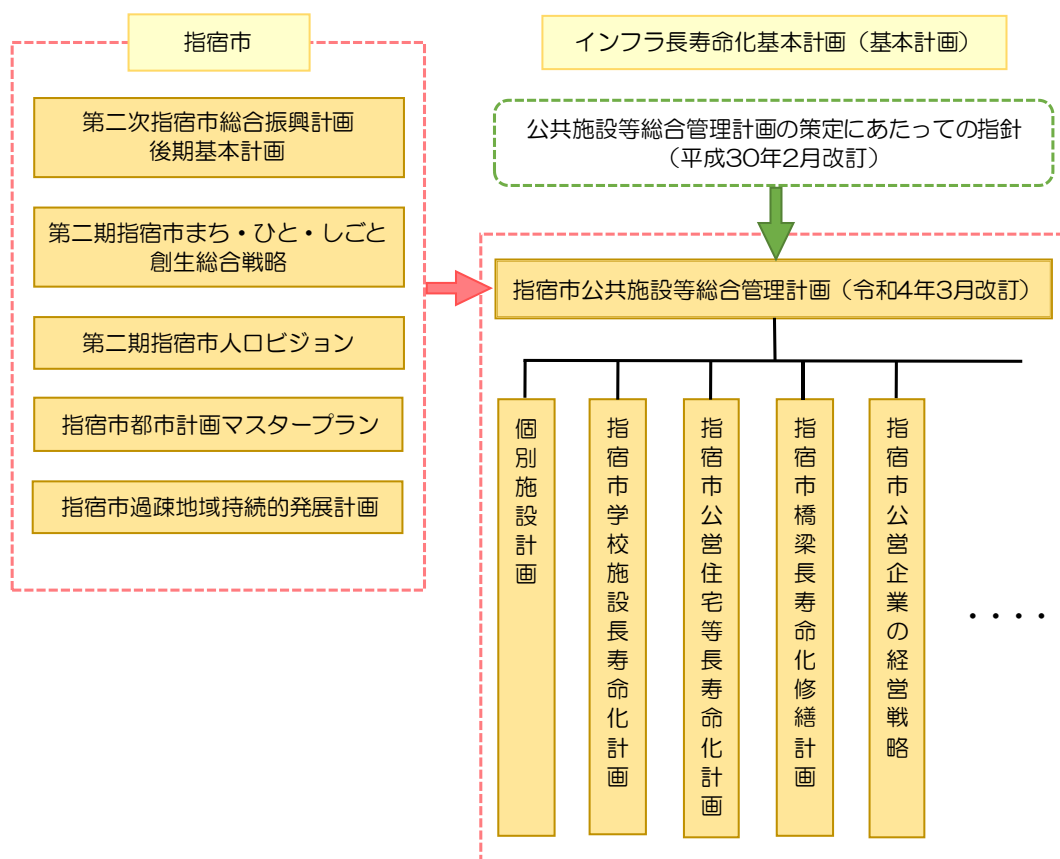 指宿市
第二次指宿市総合振興計画
後期基本計画
第二期指宿市まち・ひと・しごと
創生総合戦略
第二期指宿市人口ビジョン
指宿市都市計画マスタープラン
指宿市過疎地域持続的発展計画
インフラ長寿命化基本計画（基本計画）
公共施設等総合管理計画の策定にあたっての指針
（平成30年2月改訂）
指宿市公共施設等総合管理計画（令和4年3月改訂）
個別施設計画
指宿市学校施設長寿命化計画
指宿市公営住宅等長寿命化計画
指宿市橋梁長寿命化修繕計画
指宿市公営企業の経営戦略
・・・・